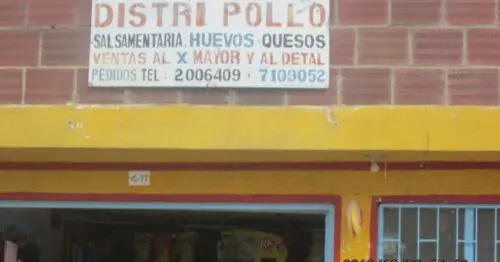 DISTRI POLLO
SALSAMENTARIA. HUEVOS - QUESOS
VENTAS AL X MAYOR Y AL DETAL
PEDIDOS TEL: 2006409 - 7109052